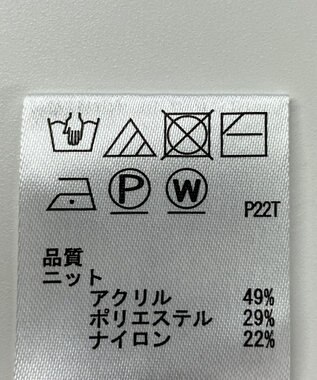 P W
P22T
品質
ニット
アクリル 49%
ポリエステル 29%
ナイロン 22%